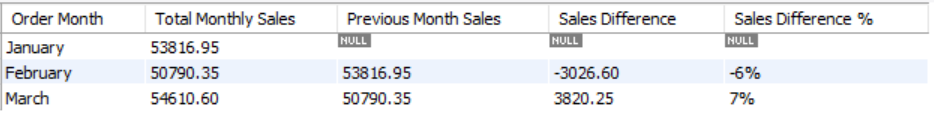 Order Month Total Monthly Sales Previous Month Sales Sales Difference Sales Difference %
January 53816.95 NULL NULL NULL
February 50790.35 53816.95 -3026.60 -6%
March 54610.60 50790.35 3820.25 7%